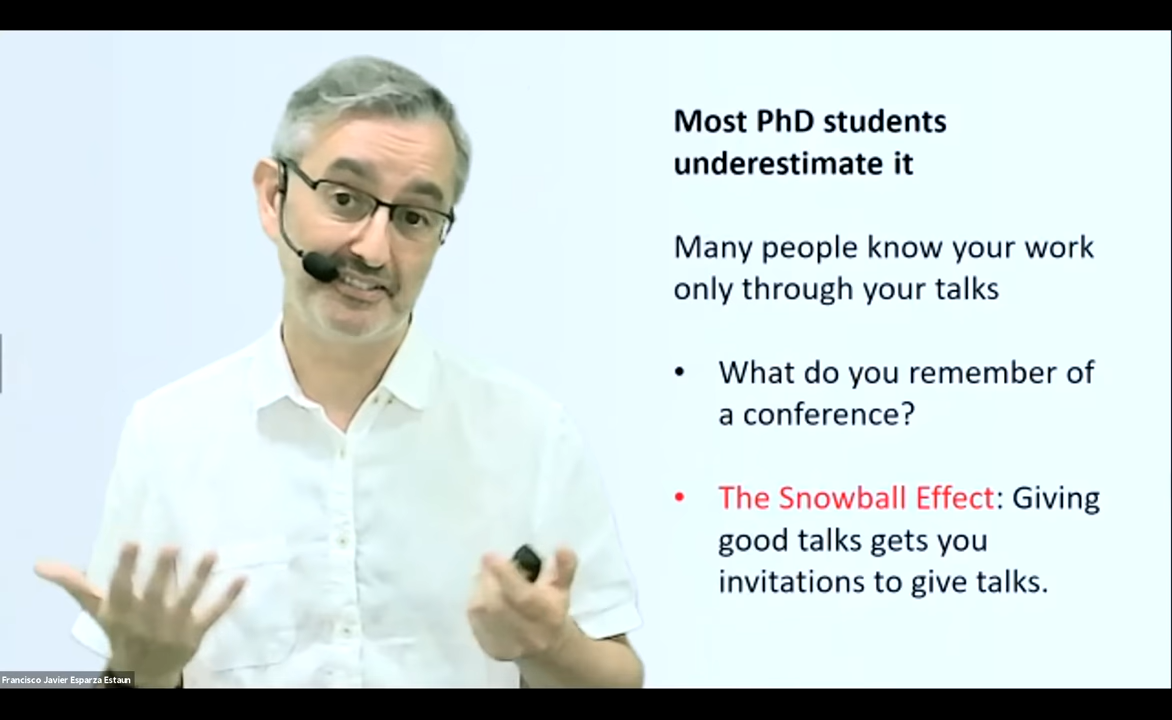 Most PhD students
underestimate it
Many people know your work
only through your talks
• What do you remember of
a conference?
• The Snowball Effect: Giving
good talks gets you
invitations to give talks.
Francisco Javier Esparza Estaun